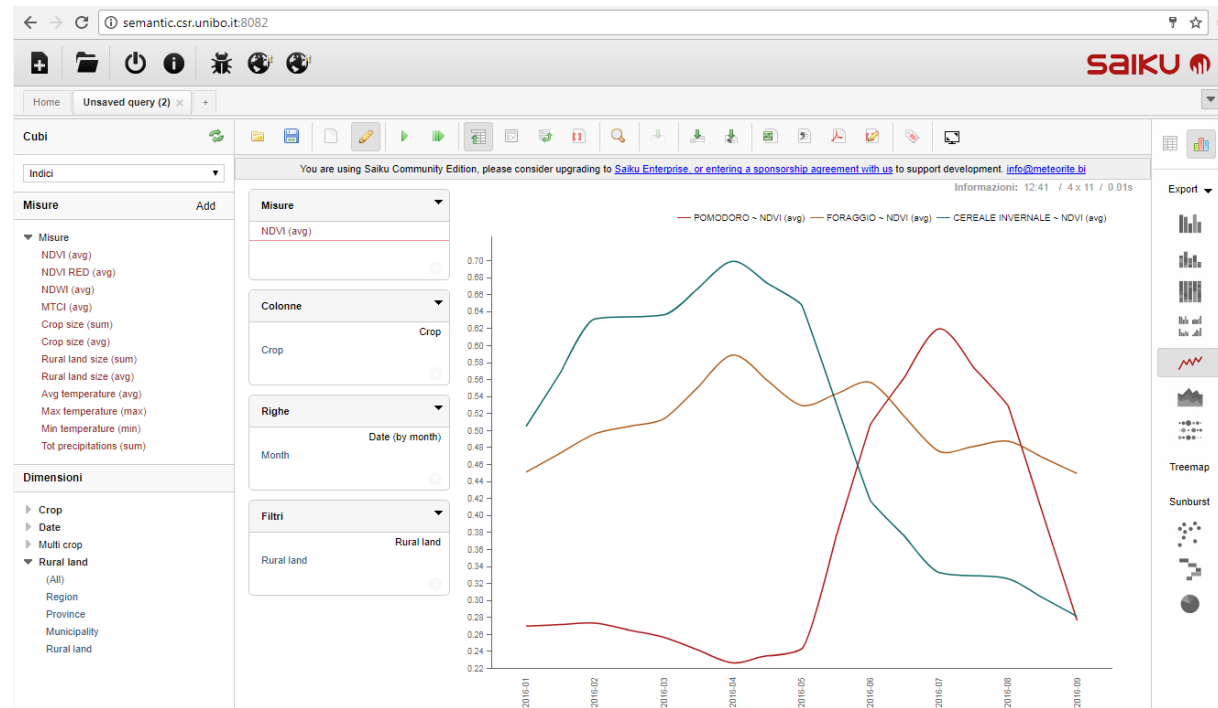 semantic.csr.unibo.it:8082
saiku
Home
Unsaved query (2) ×
+
Cubi
Indici
Misure
Add
Misure
NDVI (avg)
NDVI RED (avg)
NDWI (avg)
MTCI (avg)
Crop size (sum)
Crop size (avg)
Rural land size (sum)
Rural land size (avg)
Avg temperature (avg)
Max temperature (max)
Min temperature (min)
Tot precipitations (sum)
Dimensioni
Crop
Date
Multi crop
Rural land
(All)
Region
Province
Municipality
Rural land
You are using Saiku Community Edition, please consider upgrading to Saiku Enterprise, or entering a sponsorship agreement with us to support development. info@meteorite.bi
Misure
NDVI (avg)
Colonne
Crop
Crop
Righe
Date (by month)
Month
Filtri
Rural land
Rural land
Informazioni: 12:41 / 4 x 11 / 0.01s
POMODORO ~ NDVI (avg) FORAGGIO ~ NDVI (avg) CEREALE INVERNALE ~ NDVI (avg)
0.70
0.68
0.66
0.64
0.62
0.60
0.58
0.56
0.54
0.52
0.50
0.48
0.46
0.44
0.42
0.40
0.38
0.36
0.34
0.32
0.30
0.28
0.26
0.24
0.22
2016-01
2016-02
2016-03
2016-04
2016-05
2016-06
2016-07
2016-08
2016-09
Export
Treemap
Sunburst